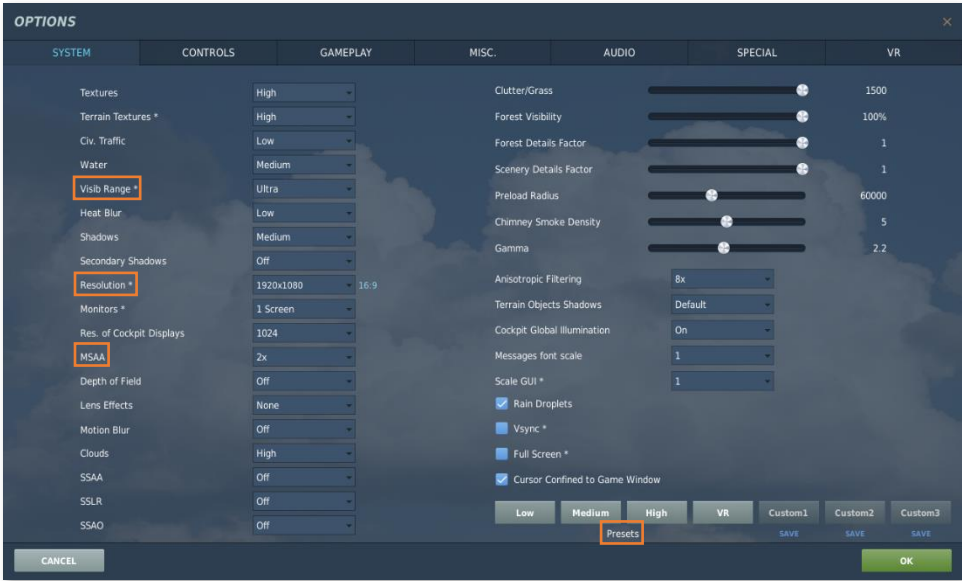 OPTIONS
SYSTEM CONTROLS GAMEPLAY MISC. AUDIO SPECIAL VR
Textures High
Terrain Textures * High
Civ. Traffic Low
Water Medium
Visib Range * Ultra
Heat Blur Low
Shadows Medium
Secondary Shadows Off
Resolution * 1920x1080 16:9
Monitors * 1 Screen
Res. of Cockpit Displays 1024
MSAA 2x
Depth of Field Off
Lens Effects None
Motion Blur Off
Clouds High
SSAA Off
SSLR Off
SSAO Off
Clutter/Grass 1500
Forest Visibility 100%
Forest Details Factor 1
Scenery Details Factor 1
Preload Radius 60000
Chimney Smoke Density 5
Gamma 2.2
Anisotropic Filtering 8x
Terrain Objects Shadows Default
Cockpit Global Illumination On
Messages font scale 1
Scale GUI * 1
Rain Droplets
Vsync *
Full Screen *
Cursor Confined to Game Window
Low Medium High VR Custom1 Custom2 Custom3
Presets SAVE SAVE SAVE
CANCEL OK